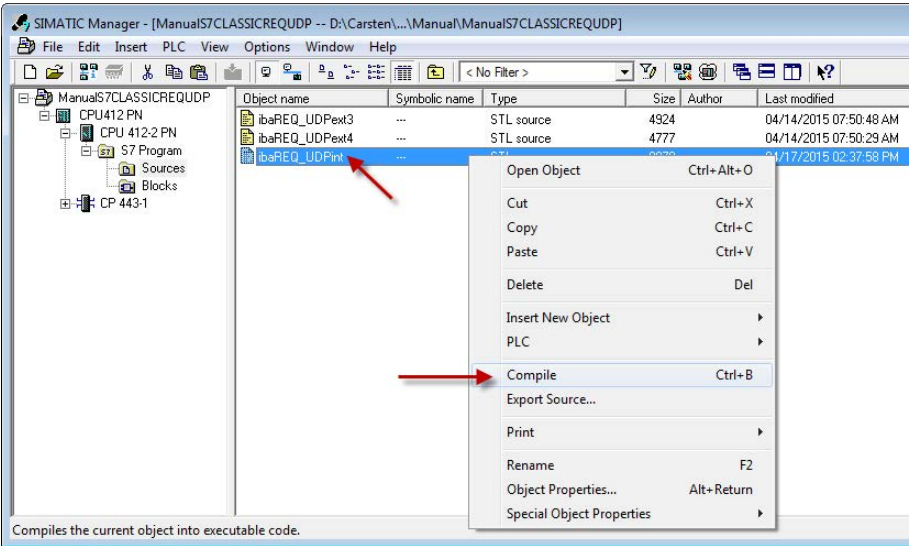 SIMATIC Manager - [ManualS7CLASSICREQUDP -- D:\Carsten\...\Manual\ManualS7CLASSICREQUDP]
File Edit Insert PLC View Options Window Help
< No Filter >
ManualS7CLASSICREQUDP
CPU412 PN
CPU 412-2 PN
S7 Program
Sources
Blocks
CP 443-1
Object name Symbolic name Type Size Author Last modified
ibaREQ_UDPext3 --- STL source 4924 04/14/2015 07:50:48 AM
ibaREQ_UDPext4 --- STL source 4777 04/14/2015 07:50:29 AM
ibaREQ_UDPint --- 04/17/2015 02:37:58 PM
Open Object Ctrl+Alt+O
Cut Ctrl+X
Copy Ctrl+C
Paste Ctrl+V
Delete Del
Insert New Object
PLC
Compile Ctrl+B
Export Source...
Print
Rename F2
Object Properties... Alt+Return
Special Object Properties
Compiles the current object into executable code.